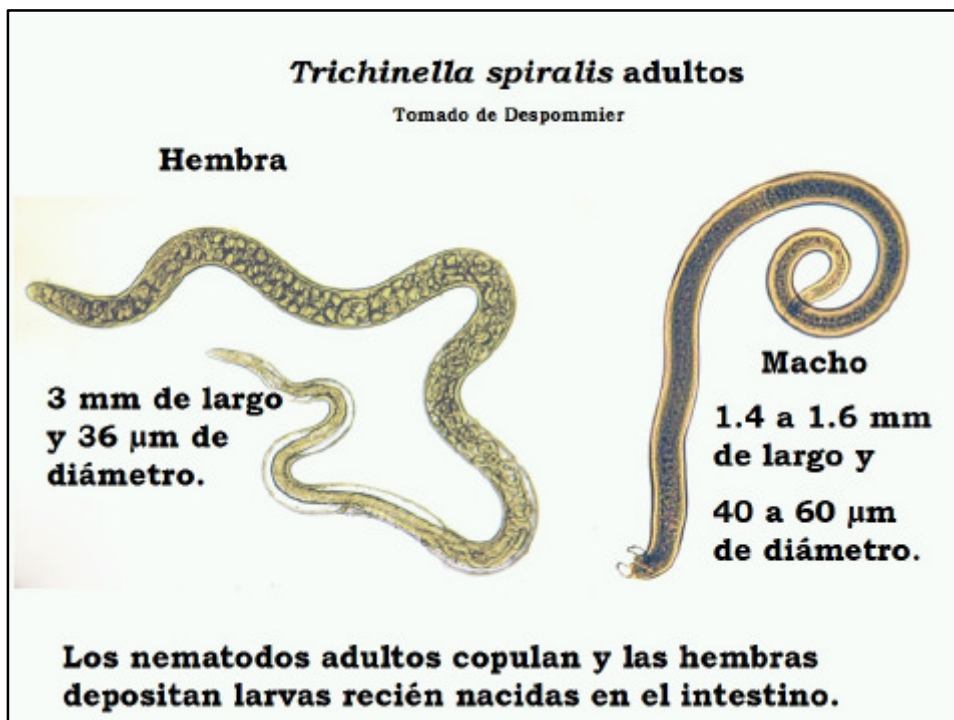 Trichinella spiralis adultos
Tomado de Despommier
Hembra
3 mm de largo
y 36 µm de
diámetro.
Macho
1.4 a 1.6 mm
de largo y
40 a 60 µm
de diámetro.
Los nematodos adultos copulan y las hembras
depositan larvas recién nacidas en el intestino.